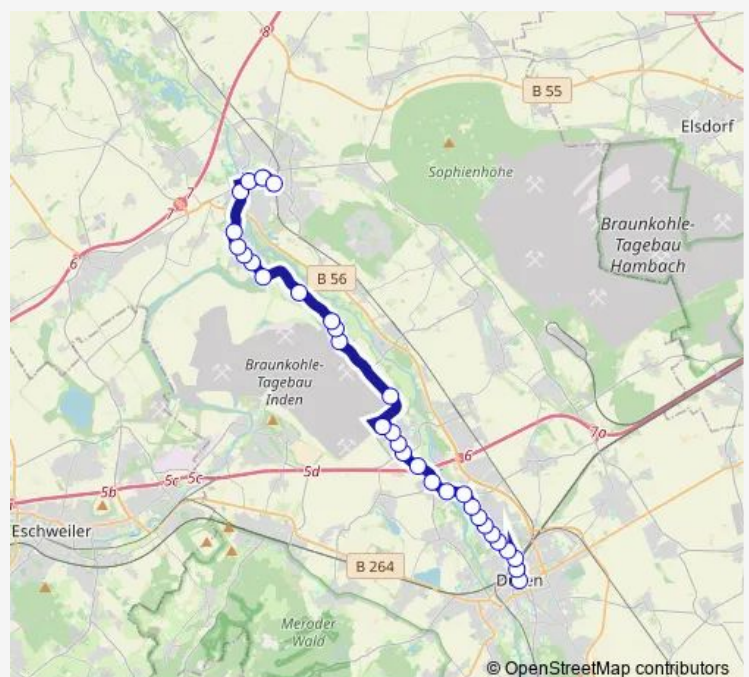 8
B 55
Elsdorf
Sophienhöhe
7
7
6
Braunkohle-
Tagebau
Hambach
B 56
Braunkohle-
Tagebau
Inden
7a
6
5d
5c
5c
5b
Eschweiler
B 264
Meroder
Wald
© OpenStreetMap contributors